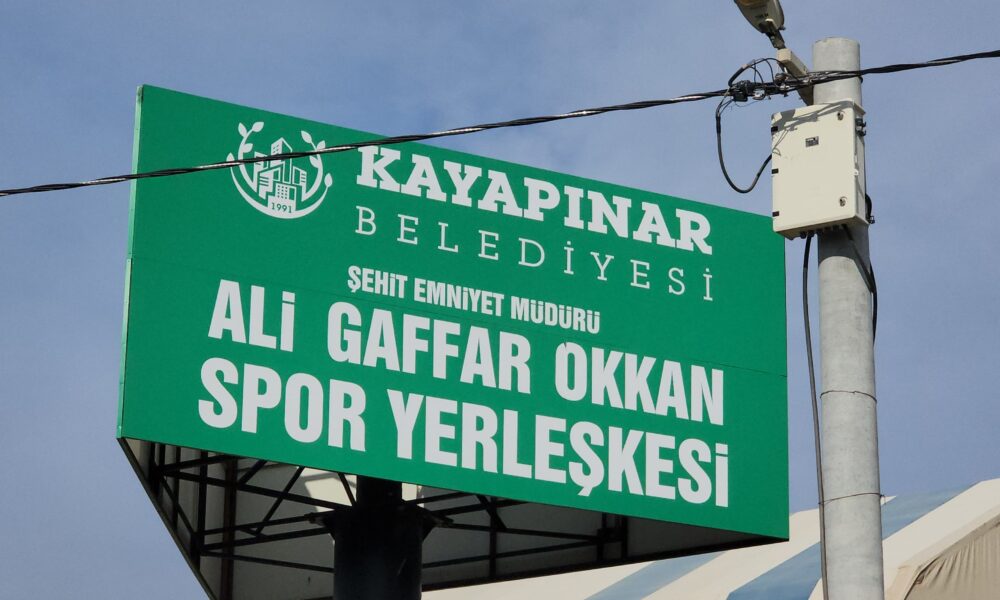 1991
KAYAPINAR
BELEDİYESİ
ŞEHİT EMNİYET MÜDÜRÜ
ALİ GAFFAR OKKAN
SPOR YERLEŞKESİ